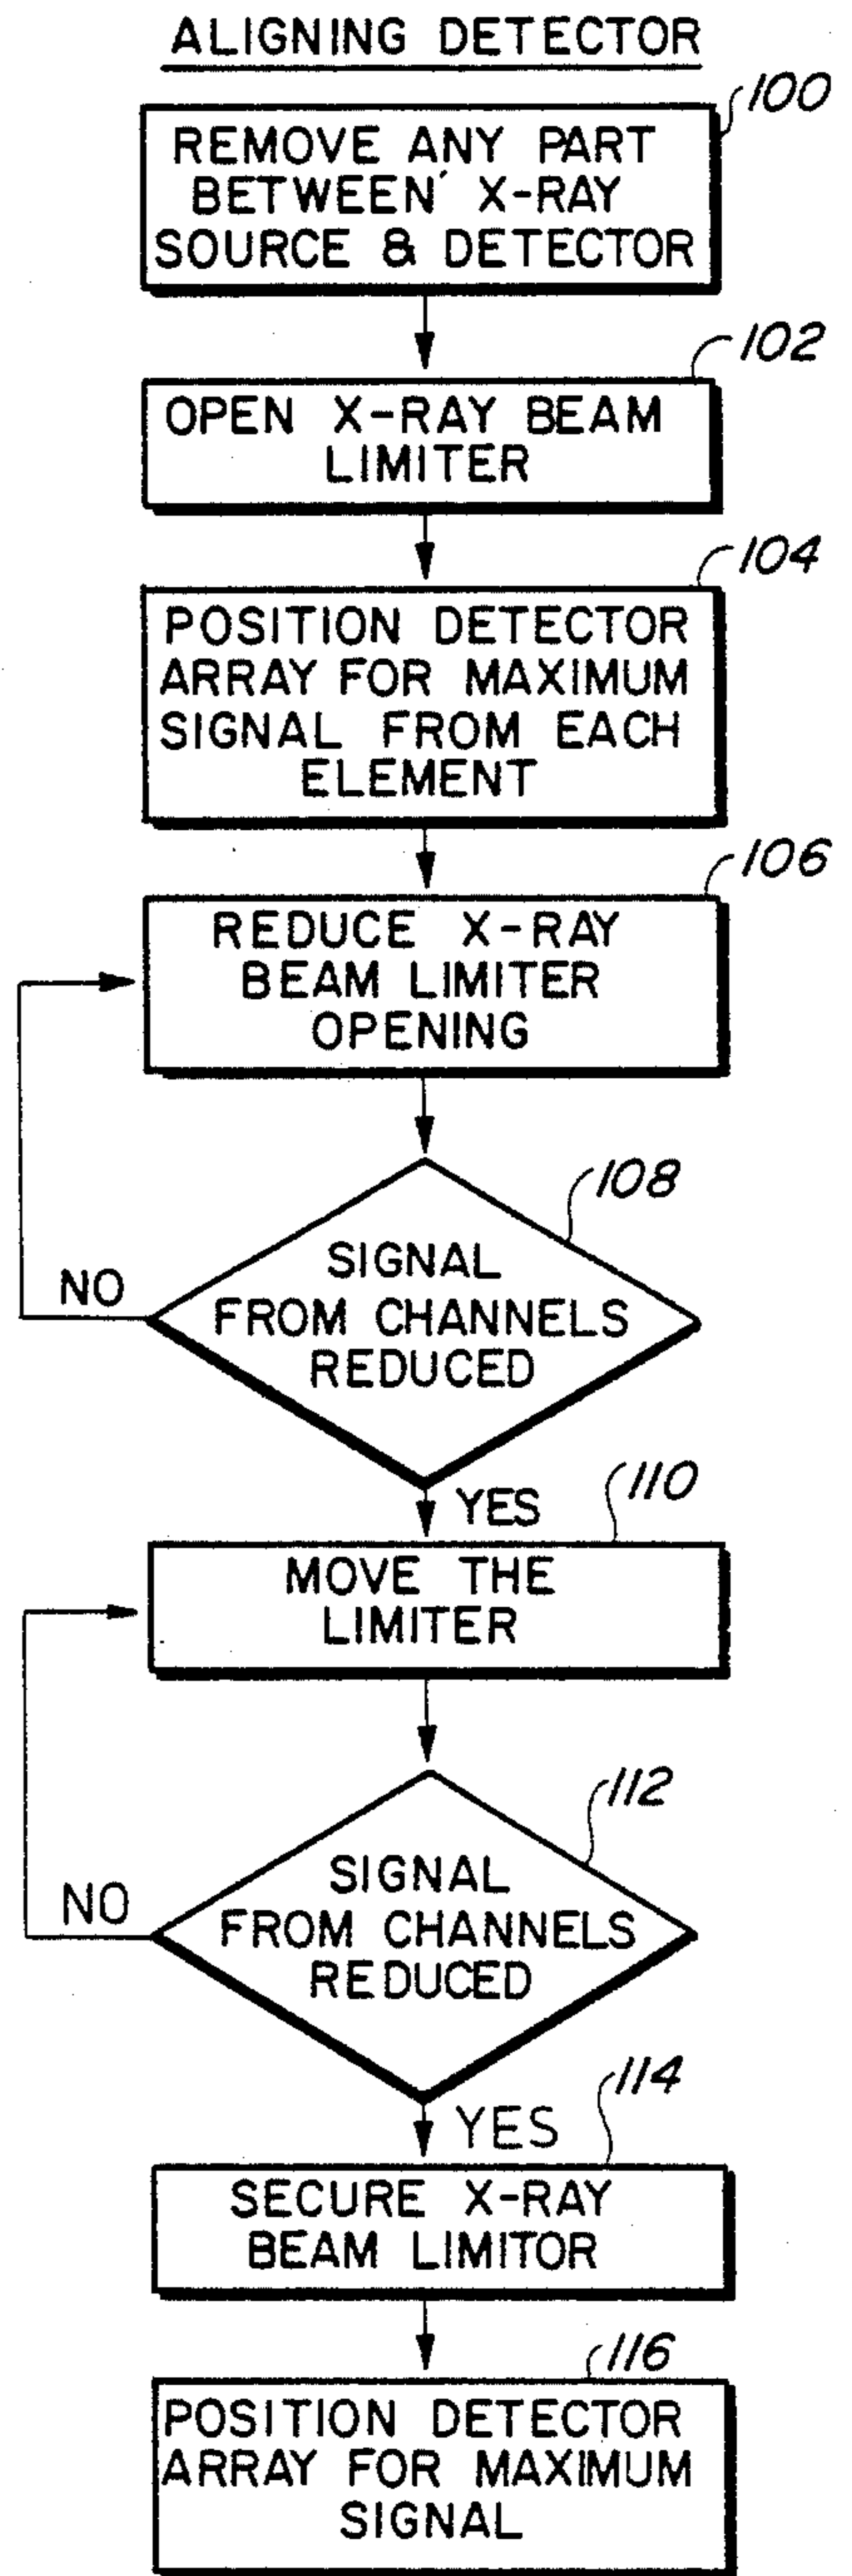 ALIGNING DETECTOR
100
REMOVE ANY PART
BETWEEN X-RAY
SOURCE & DETECTOR
102
OPEN X-RAY BEAM
LIMITER
104
POSITION DETECTOR
ARRAY FOR MAXIMUM
SIGNAL FROM EACH
ELEMENT
106
REDUCE X-RAY
BEAM LIMITER
OPENING
108
SIGNAL
FROM CHANNELS
REDUCED
NO
YES
110
MOVE THE
LIMITER
112
SIGNAL
FROM CHANNELS
REDUCED
NO
YES
114
SECURE X-RAY
BEAM LIMITOR
116
POSITION DETECTOR
ARRAY FOR MAXIMUM
SIGNAL